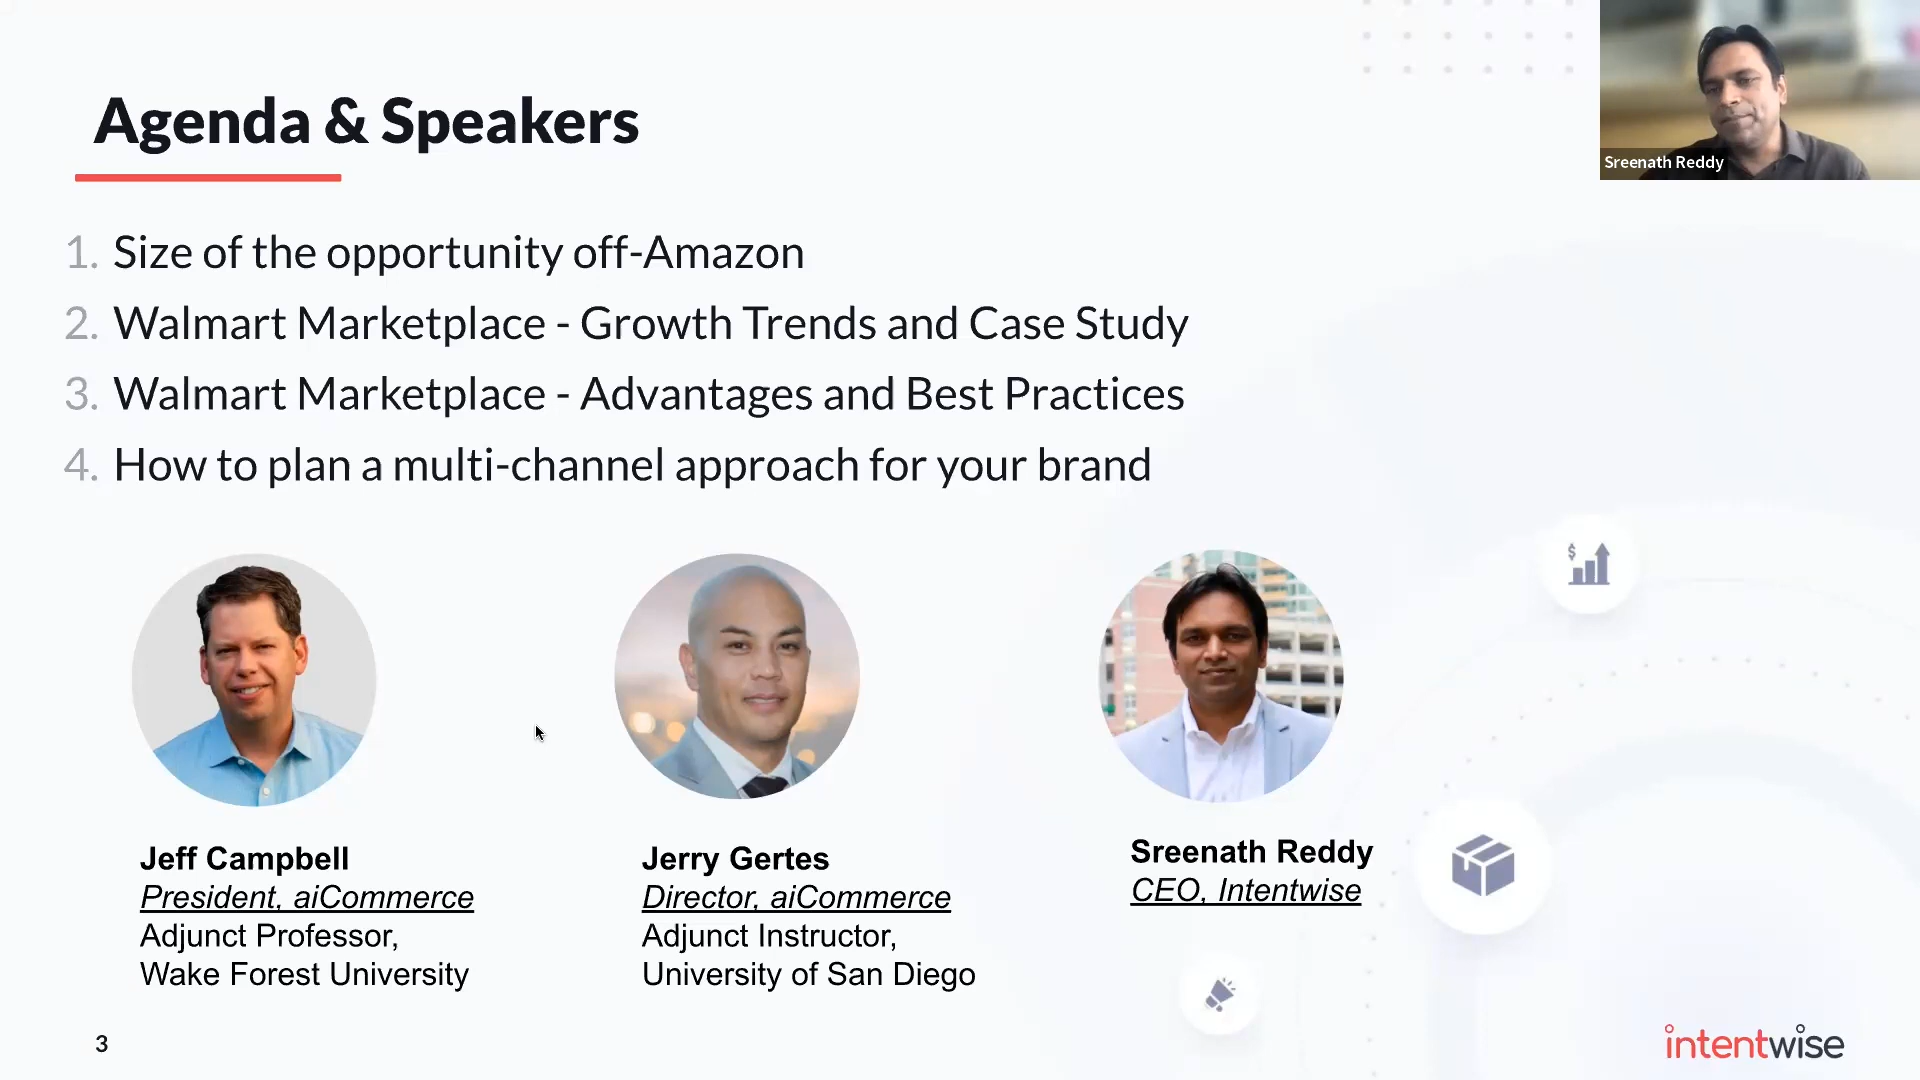 Agenda & Speakers
Sreenath Reddy
1. Size of the opportunity off-Amazon
2. Walmart Marketplace - Growth Trends and Case Study
3. Walmart Marketplace - Advantages and Best Practices
4. How to plan a multi-channel approach for your brand
$
Jeff Campbell
President, aiCommerce
Adjunct Professor,
Wake Forest University
Jerry Gertes
Director, aiCommerce
Adjunct Instructor,
University of San Diego
Sreenath Reddy
CEO, Intentwise
3
intentwise